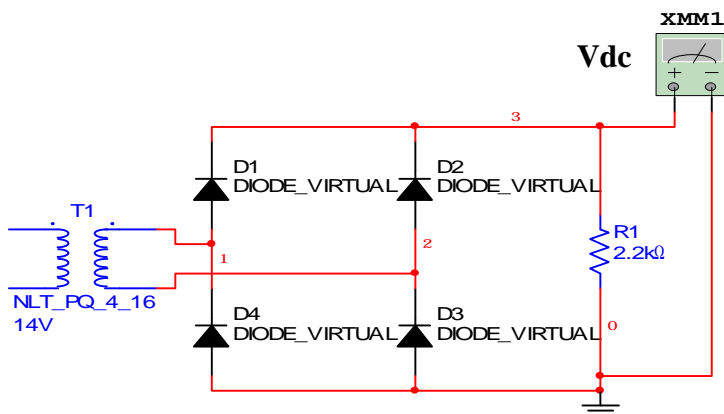 XMM1
Vdc
+ −
3
D1
DIODE_VIRTUAL
D2
DIODE_VIRTUAL
T1
1
2
R1
2.2kΩ
NLT_PQ_4_16
14V
D4
DIODE_VIRTUAL
D3
DIODE_VIRTUAL
0